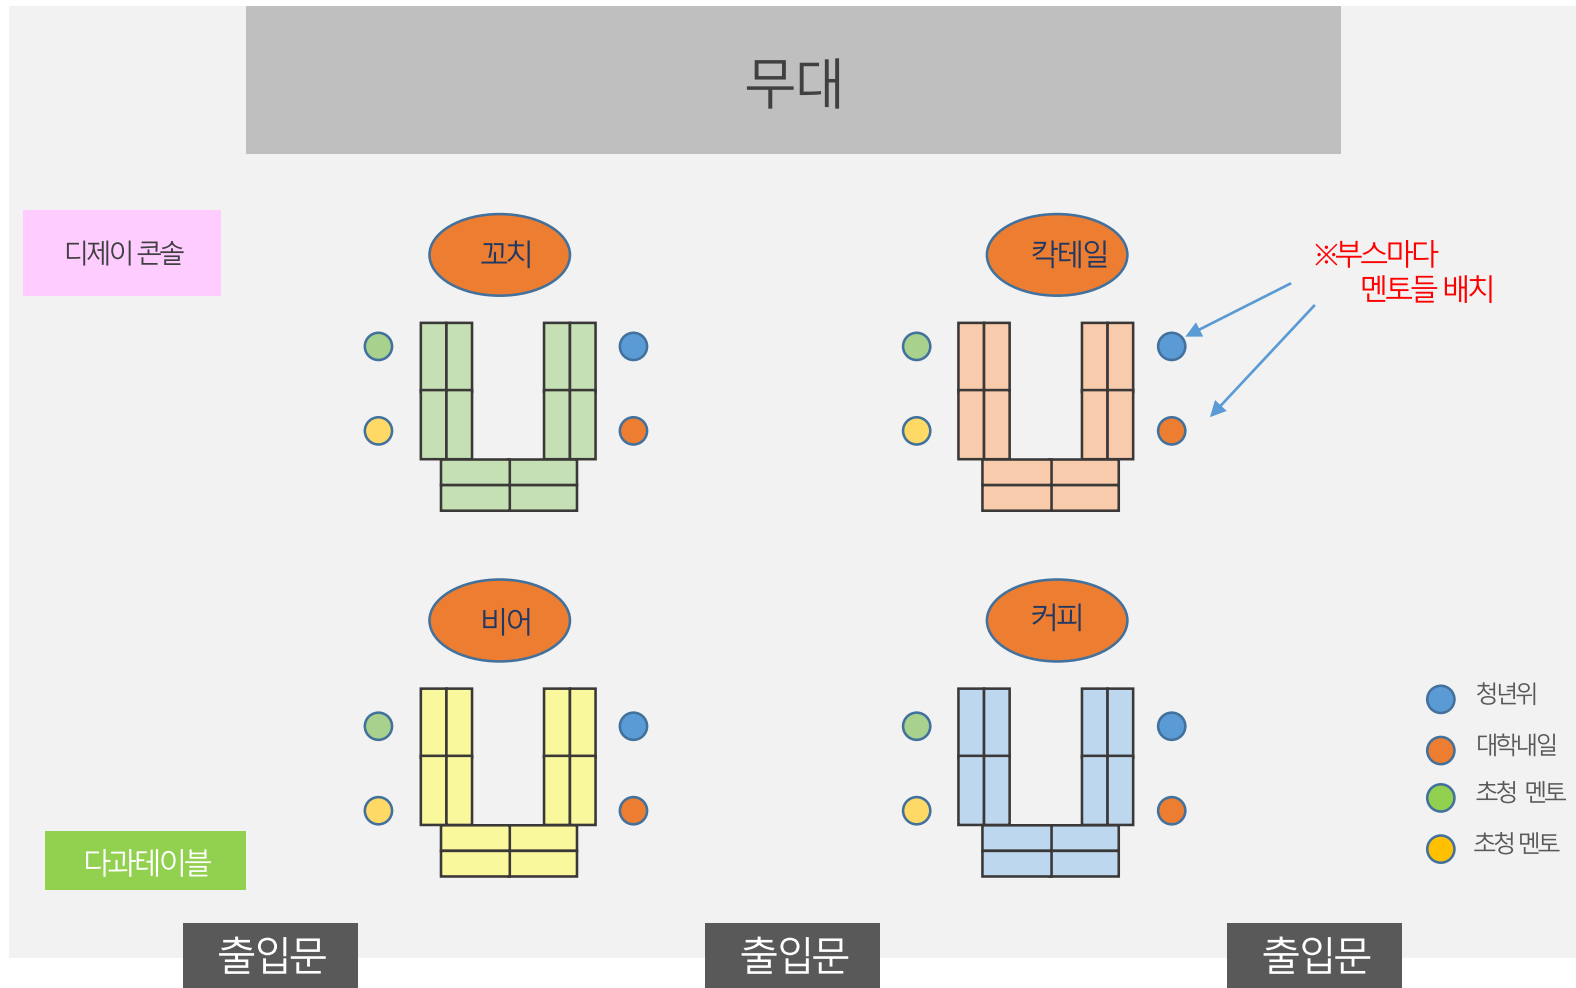 무대
디제이 콘솔
꼬치
칵테일
※부스마다
멘토들 배치
비어
커피
청년위
대학내일
초청 멘토
초청 멘토
다과테이블
출입문
출입문
출입문